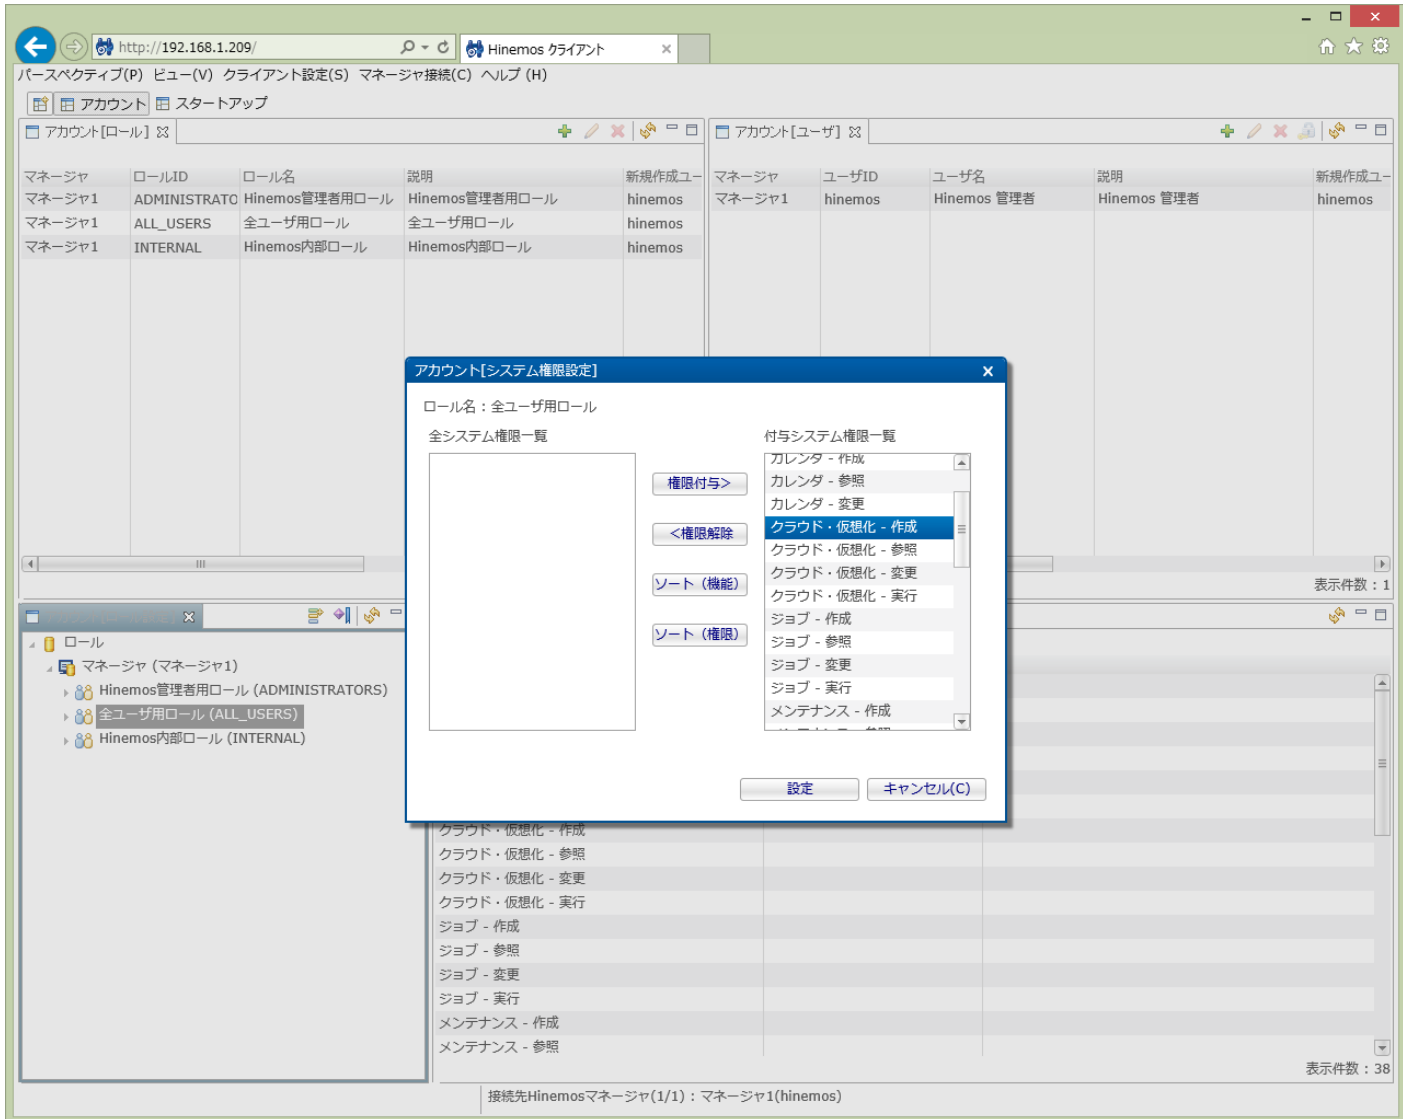 http://192.168.1.209/
Hinemos クライアント
パースペクティブ(P) ビュー(V) クライアント設定(S) マネージャ接続(C) ヘルプ (H)
アカウント スタートアップ
アカウント[ロール]
アカウント[ユーザ]
マネージャ ロールID ロール名 説明 新規作成ユー
マネージャ1 ADMINISTRATO Hinemos管理者用ロール Hinemos管理者用ロール hinemos
マネージャ1 ALL_USERS 全ユーザ用ロール 全ユーザ用ロール hinemos
マネージャ1 INTERNAL Hinemos内部ロール Hinemos内部ロール hinemos
マネージャ ユーザID ユーザ名 説明 新規作成ユー
マネージャ1 hinemos Hinemos 管理者 Hinemos 管理者 hinemos
表示件数 : 1
アカウント[システム権限設定]
ロール名 : 全ユーザ用ロール
全システム権限一覧
付与システム権限一覧
権限付与>
<権限解除
ソート（機能）
ソート（権限）
カレンダ - 作成
カレンダ - 参照
カレンダ - 変更
クラウド・仮想化 - 作成
クラウド・仮想化 - 参照
クラウド・仮想化 - 変更
クラウド・仮想化 - 実行
ジョブ - 作成
ジョブ - 参照
ジョブ - 変更
ジョブ - 実行
メンテナンス - 作成
設定
キャンセル(C)
ロール
マネージャ (マネージャ1)
Hinemos管理者用ロール (ADMINISTRATORS)
全ユーザ用ロール (ALL_USERS)
Hinemos内部ロール (INTERNAL)
クラウド・仮想化 - 作成
クラウド・仮想化 - 参照
クラウド・仮想化 - 変更
クラウド・仮想化 - 実行
ジョブ - 作成
ジョブ - 参照
ジョブ - 変更
ジョブ - 実行
メンテナンス - 作成
メンテナンス - 参照
表示件数 : 38
接続先Hinemosマネージャ(1/1) : マネージャ1(hinemos)